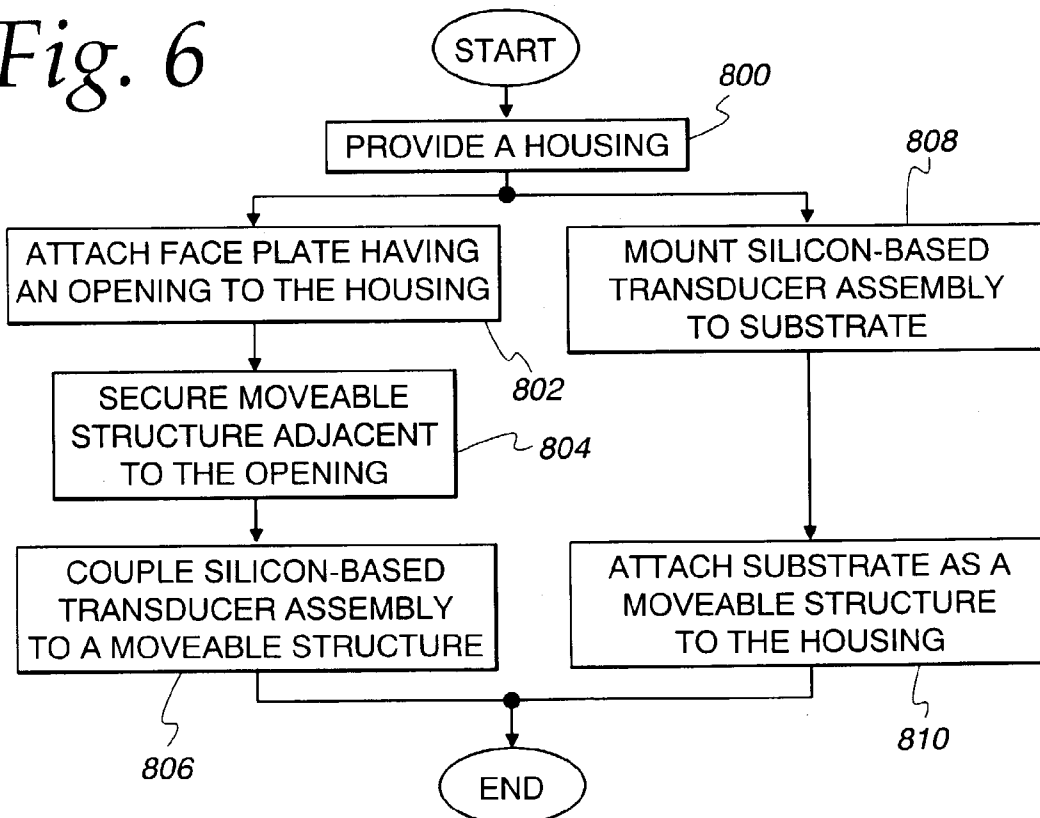 Fig. 6
START
PROVIDE A HOUSING
800
ATTACH FACE PLATE HAVING
AN OPENING TO THE HOUSING
802
SECURE MOVEABLE
STRUCTURE ADJACENT
TO THE OPENING
804
COUPLE SILICON-BASED
TRANSDUCER ASSEMBLY
TO A MOVEABLE STRUCTURE
806
808
MOUNT SILICON-BASED
TRANSDUCER ASSEMBLY
TO SUBSTRATE
ATTACH SUBSTRATE AS A
MOVEABLE STRUCTURE
TO THE HOUSING
810
END